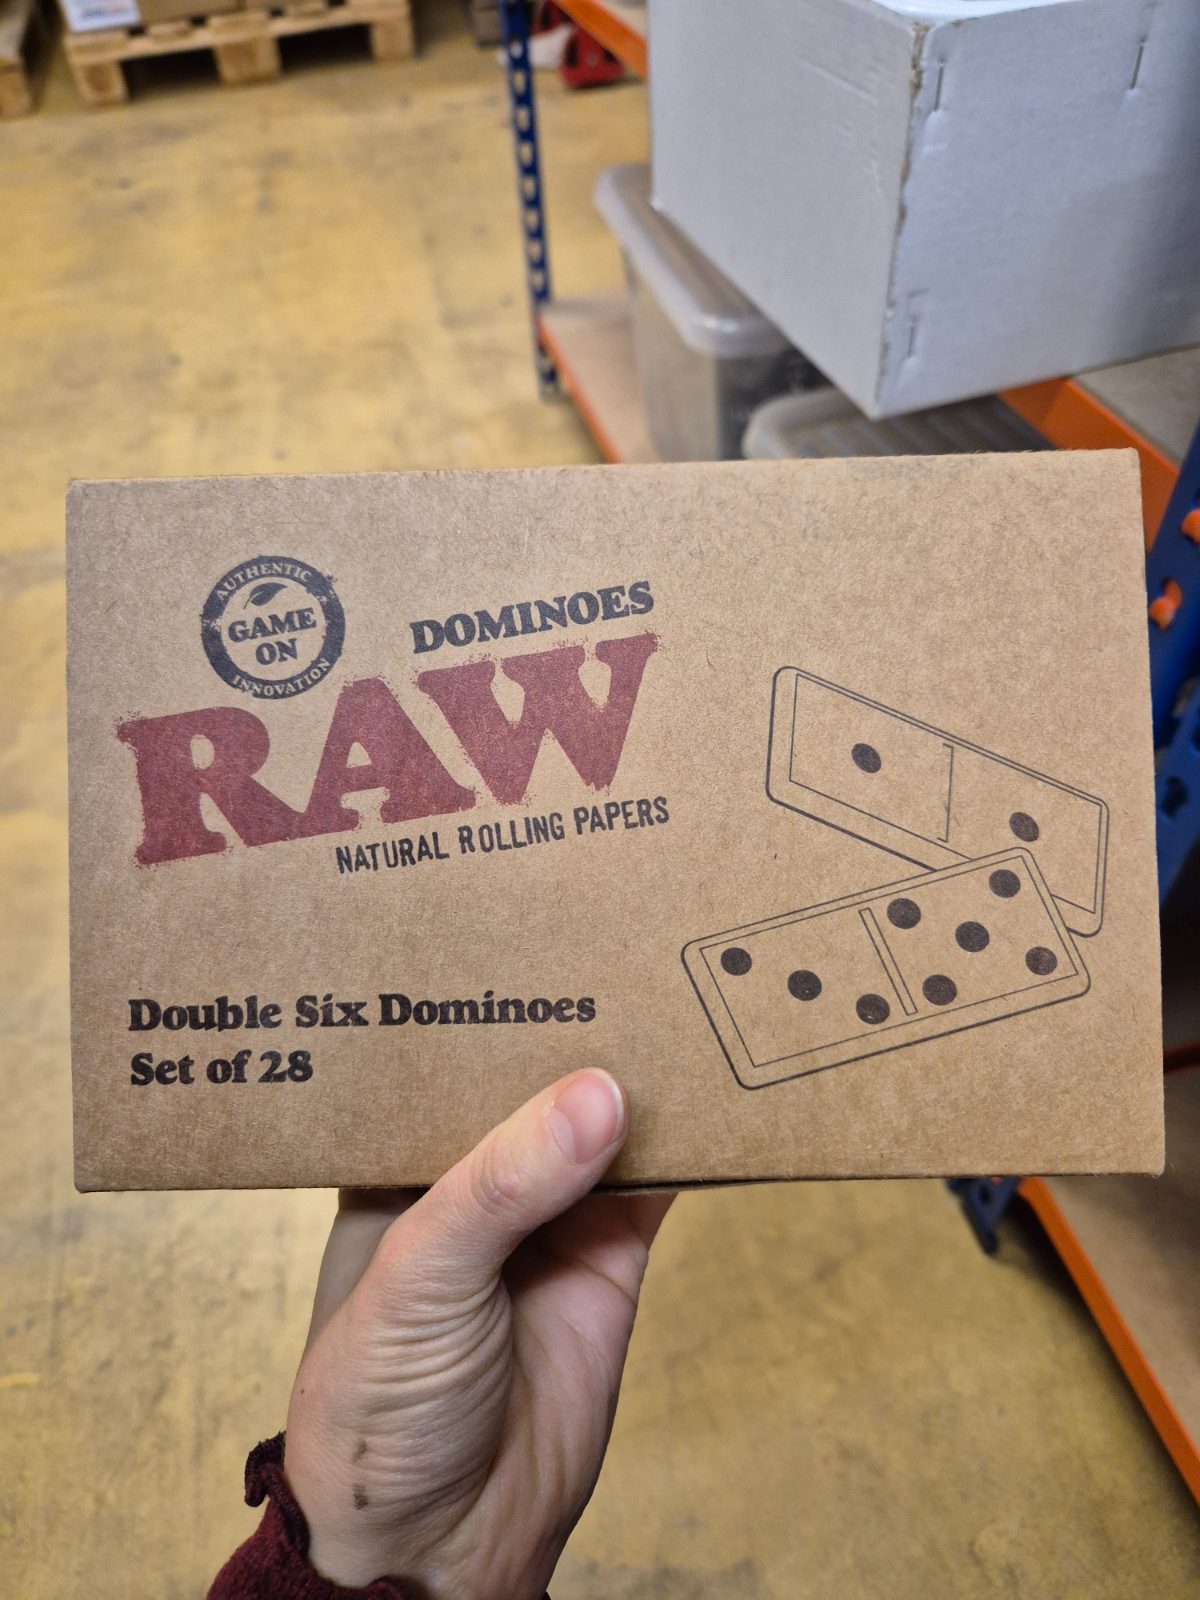 AUTHENTIC
GAME
ON
INNOVATION
DOMINOES
RAW
NATURAL ROLLING PAPERS
Double Six Dominoes
Set of 28